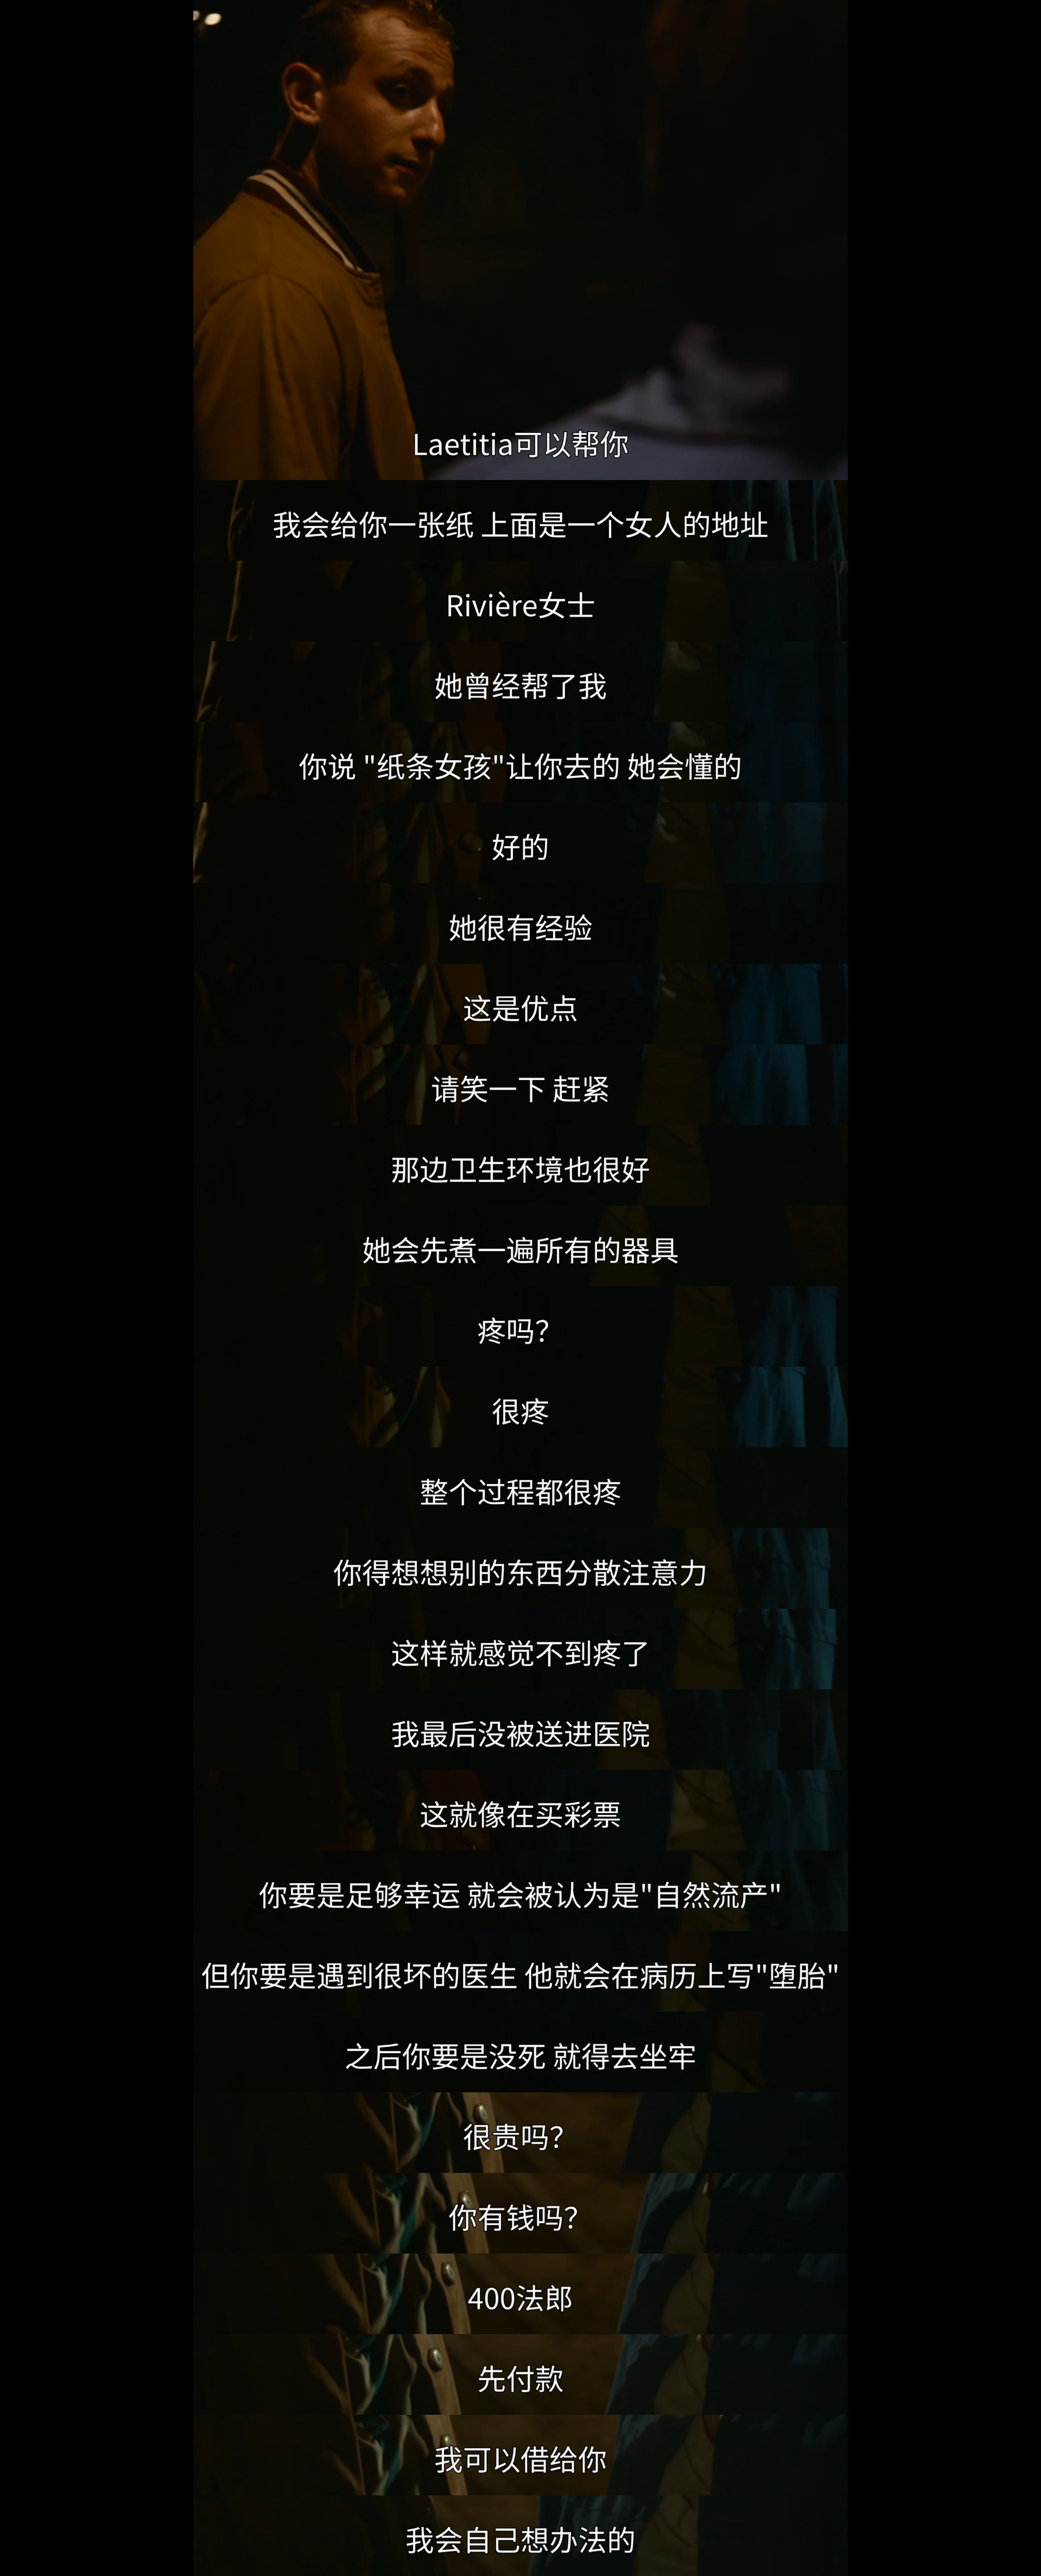 Laetitia可以帮你
我会给你一张纸 上面是一个女人的地址
Rivière女士
她曾经帮了我
你说 "纸条女孩"让你去的 她会懂的
好的
她很有经验
这是优点
请笑一下 赶紧
那边卫生环境也很好
她会先煮一遍所有的器具
疼吗？
很疼
整个过程都很疼
你得想想别的东西分散注意力
这样就感觉不到疼了
我最后没被送进医院
这就像在买彩票
你要是足够幸运 就会被认为是"自然流产"
但你要是遇到很坏的医生 他就会在病历上写"堕胎"
之后你要是没死 就得去坐牢
很贵吗？
你有钱吗？
400法郎
先付款
我可以借给你
我会自己想办法的